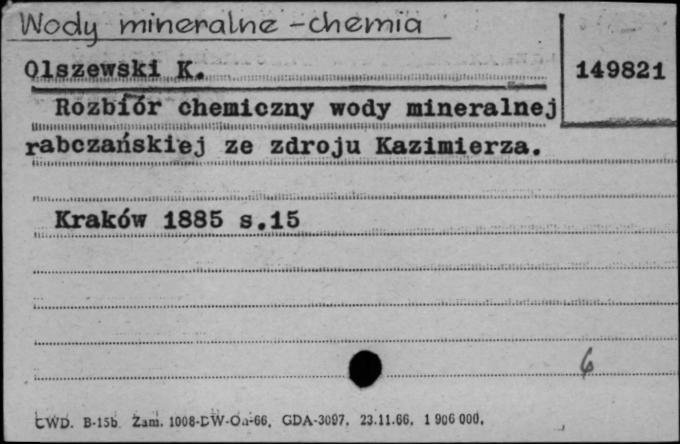 Wody mineralne - chemia
Olszewski K.
149821
Rozbiór chemiczny wody mineralnej
rabczańskiej ze zdroju Kazimierza.
Kraków 1885 s.15
6
CWD. B-15b. Zam. 1008-DW-Oa-66. GDA-3097. 23.11.66. 1 906 000.